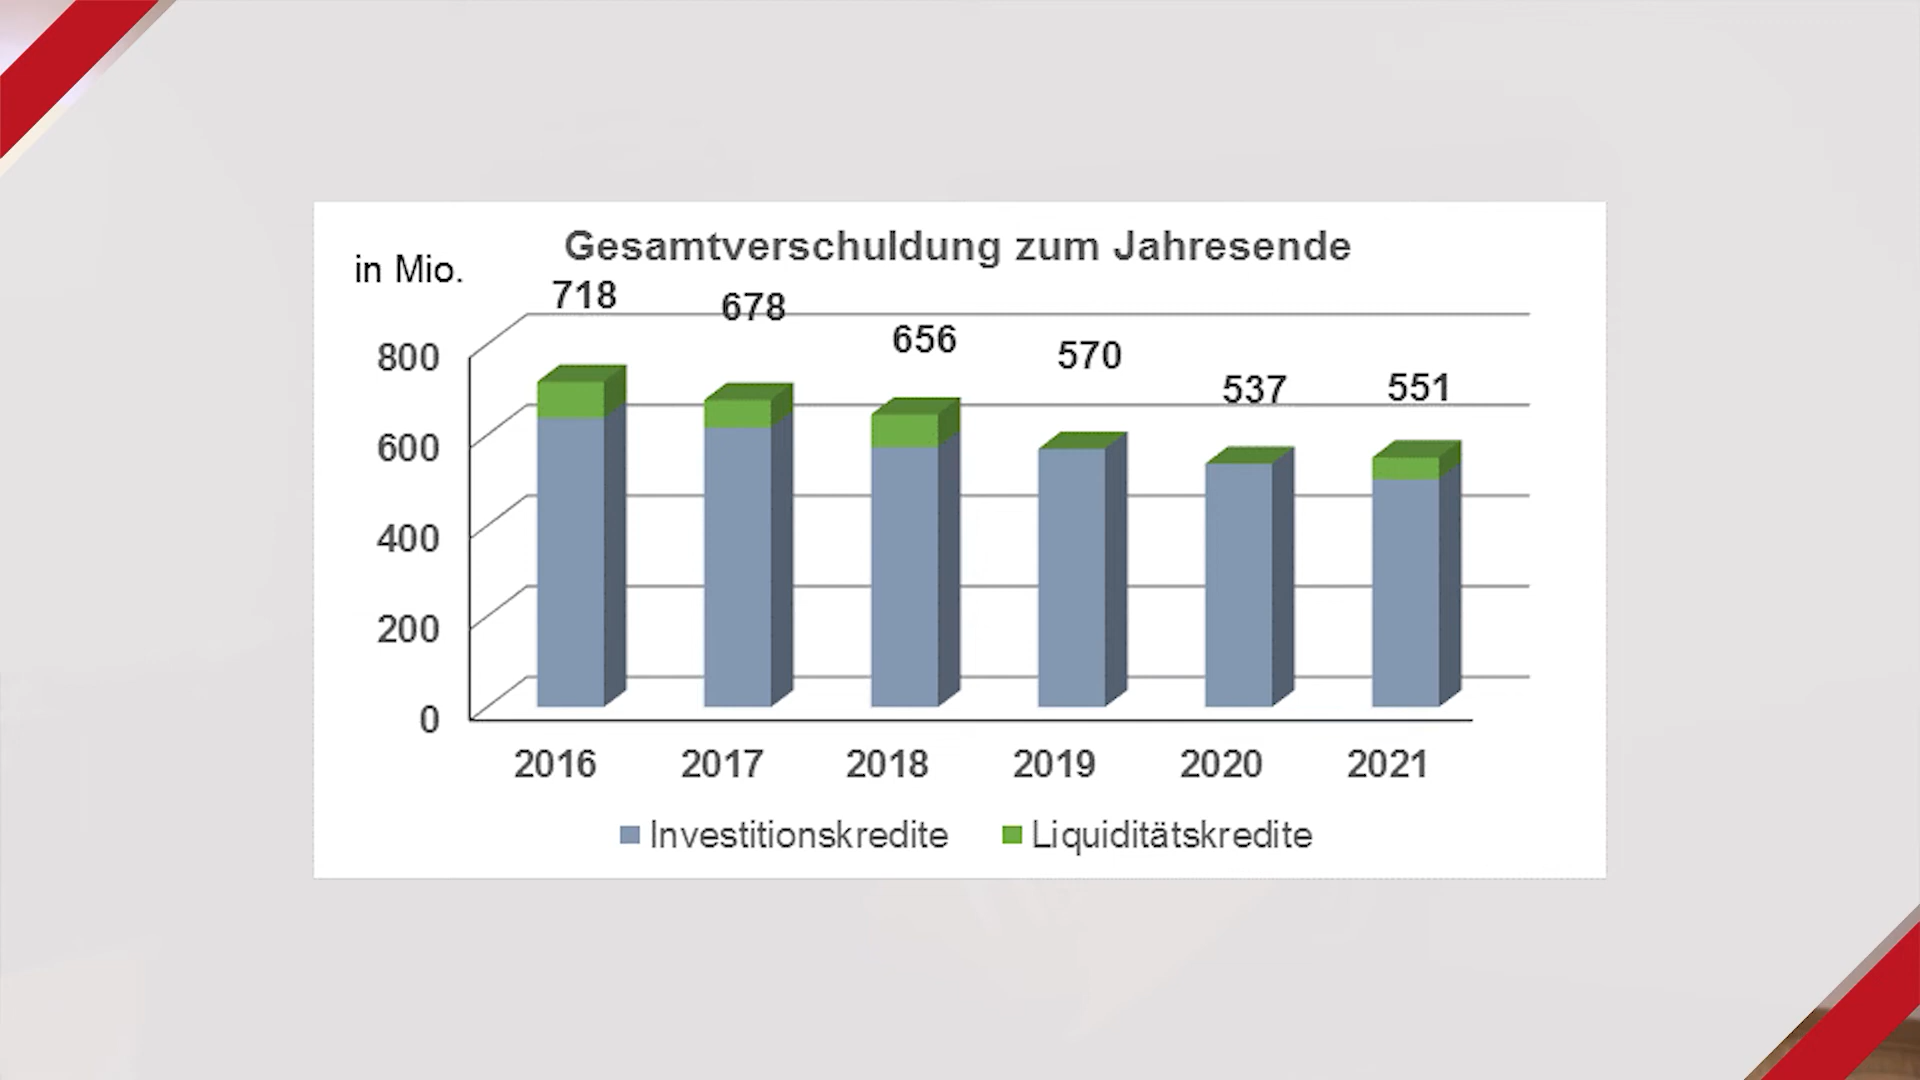 Gesamtverschuldung zum Jahresende
in Mio.
718
678
656
570
537
551
800
600
400
200
0
2016 2017 2018 2019 2020 2021
Investitionskredite Liquiditätskredite